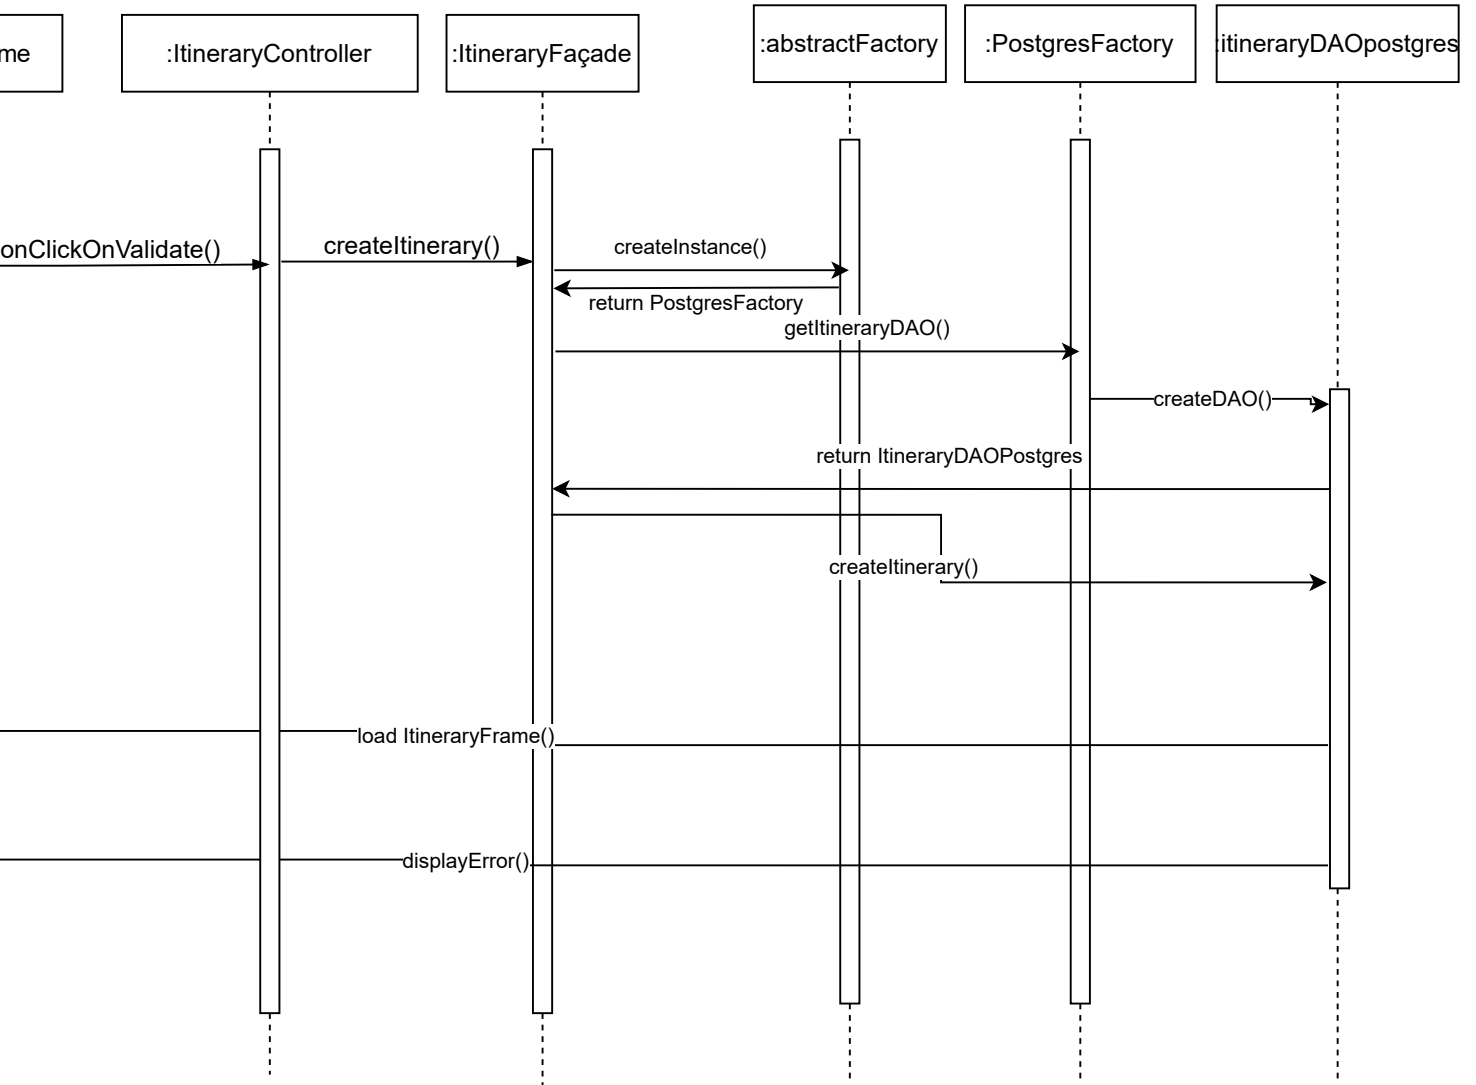 me
:ItineraryController
:ItineraryFaçade
:abstractFactory
:PostgresFactory
:itineraryDAOpostgres
onClickOnValidate()
createItinerary()
createInstance()
return PostgresFactory
getItineraryDAO()
createDAO()
return ItineraryDAOPostgres
createItinerary()
load ItineraryFrame()
displayError()